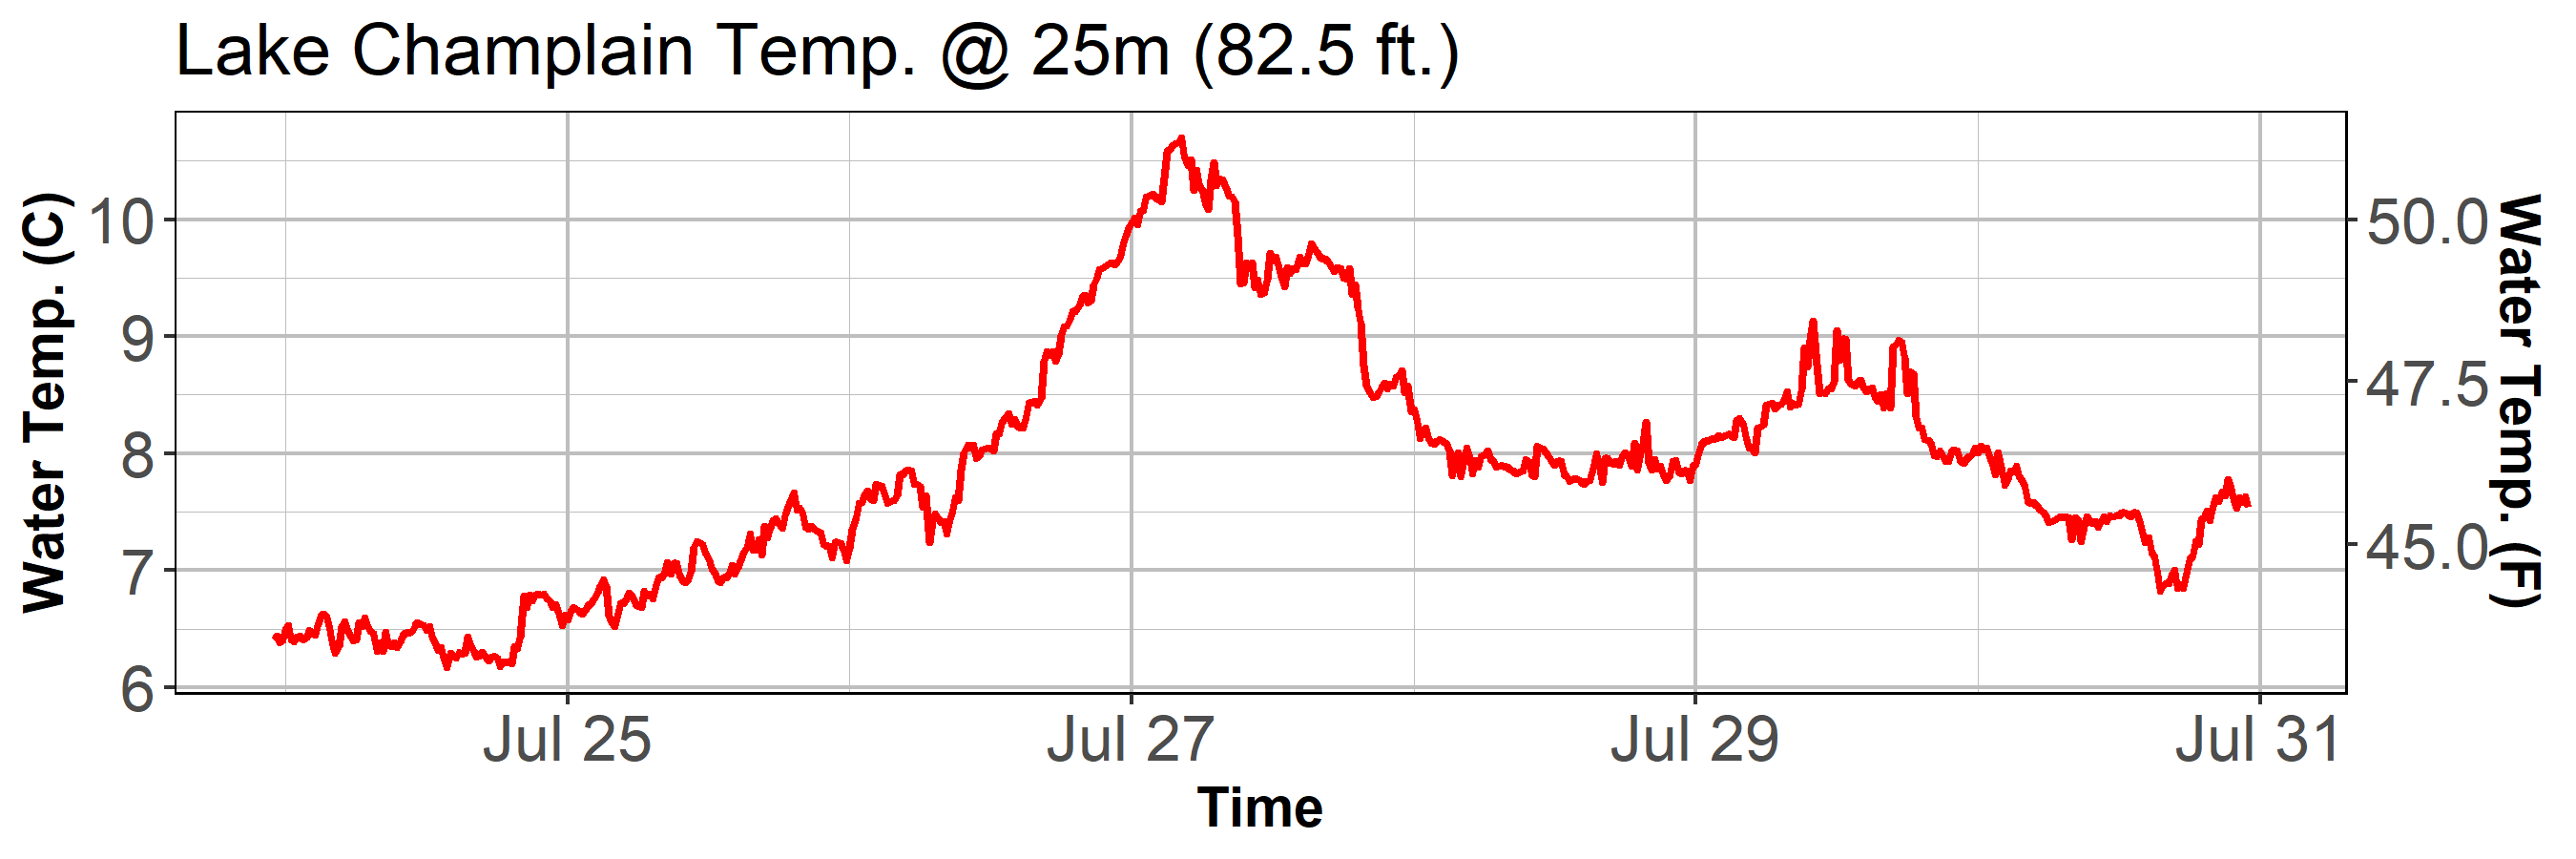 Lake Champlain Temp. @ 25m (82.5 ft.)
Water Temp. (C)
10
9
8
7
6
50.0
47.5
45.0
Water Temp. (F)
Jul 25 Jul 27 Jul 29 Jul 31
Time